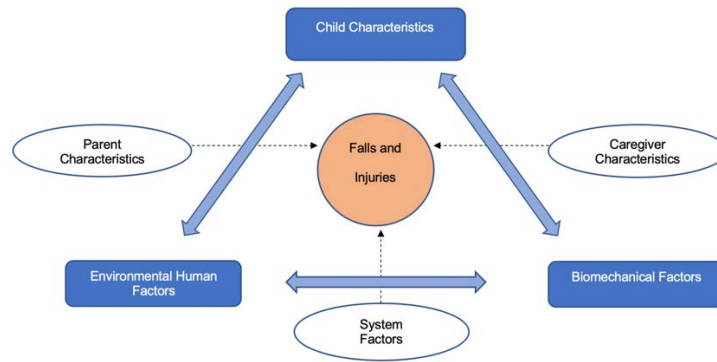 Child Characteristics
Parent
Characteristics
Falls and
Injuries
Caregiver
Characteristics
Environmental Human
Factors
Biomechanical Factors
System
Factors